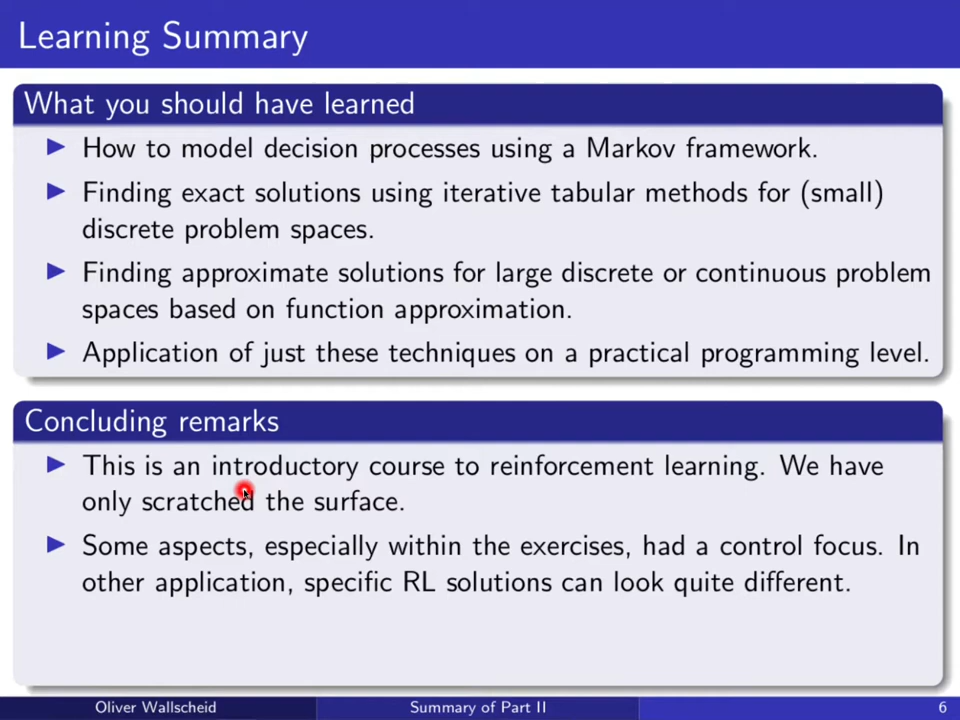 Learning Summary
What you should have learned
How to model decision processes using a Markov framework.
Finding exact solutions using iterative tabular methods for (small)
discrete problem spaces.
Finding approximate solutions for large discrete or continuous problem
spaces based on function approximation.
Application of just these techniques on a practical programming level.
Concluding remarks
This is an introductory course to reinforcement learning. We have
only scratched the surface.
Some aspects, especially within the exercises, had a control focus. In
other application, specific RL solutions can look quite different.
Oliver Wallscheid
Summary of Part II
6